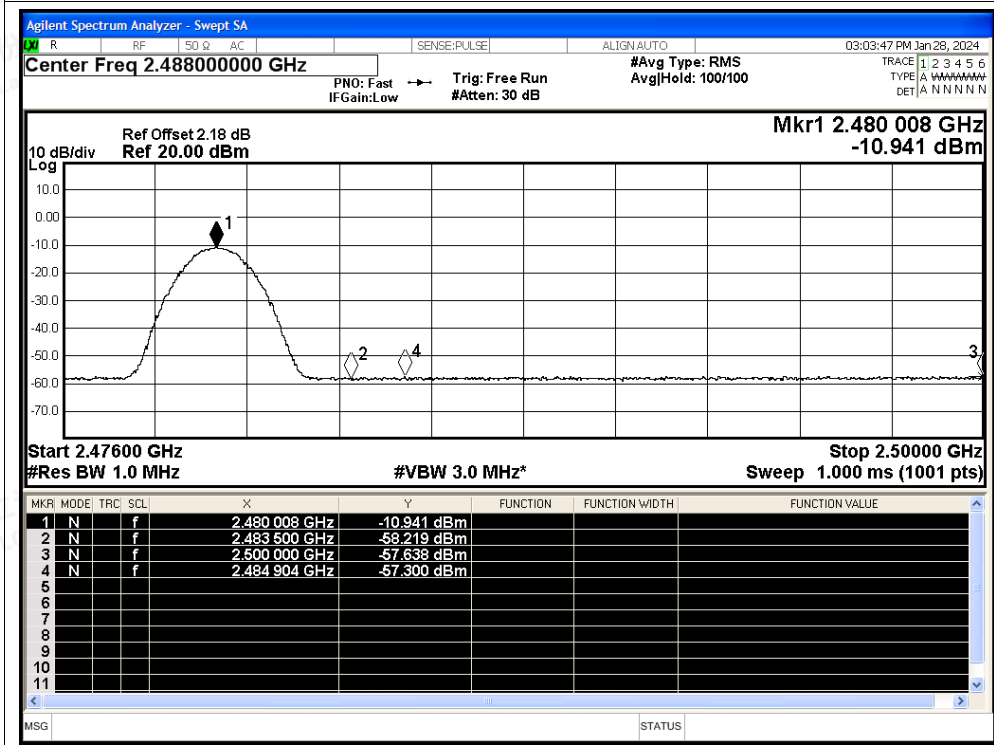 Agilent Spectrum Analyzer - Swept SA
LXI R RF 50 Ω AC SENSE:PULSE ALIGN AUTO 03:03:47 PM Jan 28, 2024
Center Freq 2.488000000 GHz
PNO: Fast
IFGain:Low
Trig: Free Run
#Atten: 30 dB
#Avg Type: RMS
Avg|Hold: 100/100
TRACE 1 2 3 4 5 6
TYPE A WWWWW
DET A N N N N N
Mkr1 2.480 008 GHz
-10.941 dBm
Ref Offset 2.18 dB
10 dB/div Ref 20.00 dBm
Log
10.0
0.00
-10.0
-20.0
-30.0
-40.0
-50.0
-60.0
-70.0
1
2
4
3
Start 2.47600 GHz Stop 2.50000 GHz
#Res BW 1.0 MHz #VBW 3.0 MHz* Sweep 1.000 ms (1001 pts)
MKR MODE TRC SCL X Y FUNCTION FUNCTION WIDTH FUNCTION VALUE
1 N f 2.480 008 GHz -10.941 dBm
2 N f 2.483 500 GHz -58.219 dBm
3 N f 2.500 000 GHz -57.638 dBm
4 N f 2.484 904 GHz -57.300 dBm
5
6
7
8
9
10
11
MSG STATUS